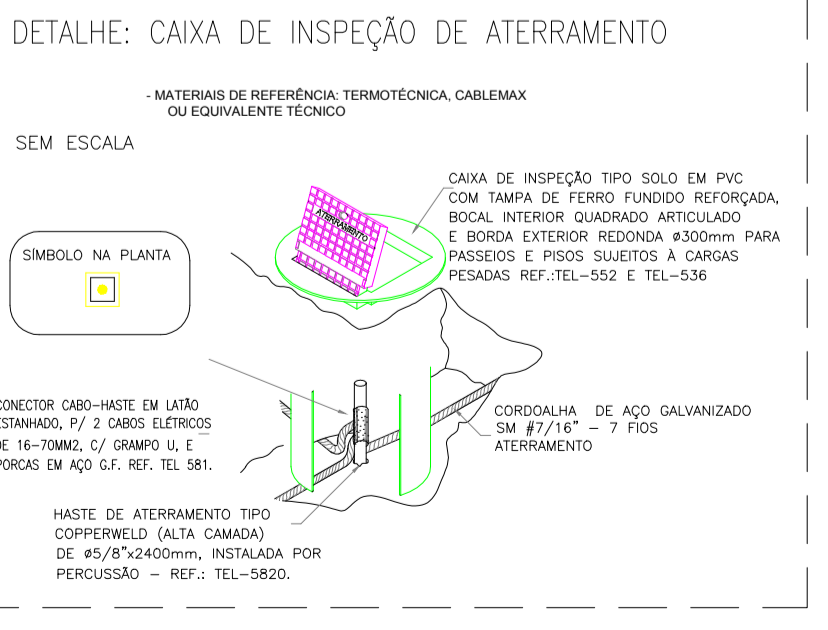 DETALHE: CAIXA DE INSPEÇÃO DE ATERRAMENTO
- MATERIAIS DE REFERÊNCIA: TERMOTÉCNICA, CABLEMAX
OU EQUIVALENTE TÉCNICO
SEM ESCALA
CAIXA DE INSPEÇÃO TIPO SOLO EM PVC
COM TAMPA DE FERRO FUNDIDO REFORÇADA,
BOCAL INTERIOR QUADRADO ARTICULADO
E BORDA EXTERIOR REDONDA ø300mm PARA
PASSEIOS E PISOS SUJEITOS À CARGAS
PESADAS REF.:TEL-552 E TEL-536
ATERRAMENTO
SÍMBOLO NA PLANTA
CONECTOR CABO-HASTE EM LATÃO
ESTANHADO, P/ 2 CABOS ELÉTRICOS
DE 16-70MM2, C/ GRAMPO U, E
PORCAS EM AÇO G.F. REF. TEL 581.
CORDOALHA DE AÇO GALVANIZADO
SM #7/16" - 7 FIOS
ATERRAMENTO
HASTE DE ATERRAMENTO TIPO
COPPERWELD (ALTA CAMADA)
DE ø5/8"x2400mm, INSTALADA POR
PERCUSSÃO - REF.: TEL-5820.